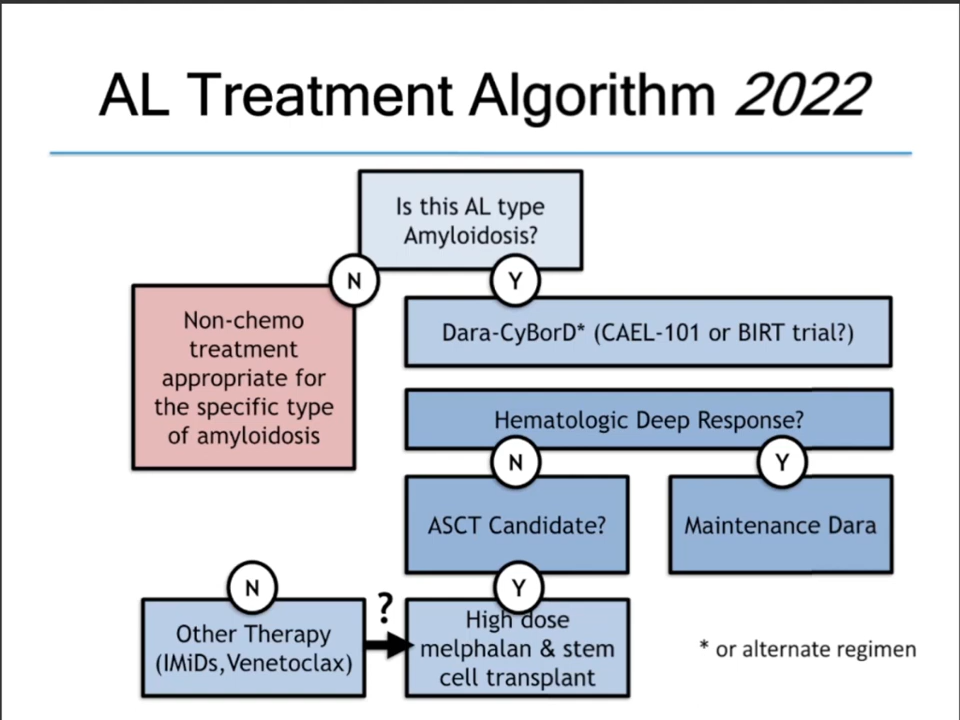 AL Treatment Algorithm 2022
Is this AL type
Amyloidosis?
N
Y
Non-chemo
treatment
appropriate for
the specific type
of amyloidosis
Dara-CyBorD* (CAEL-101 or BIRT trial?)
Hematologic Deep Response?
N
Y
ASCT Candidate?
Maintenance Dara
N
Y
Other Therapy
(IMiDs,Venetoclax)
?
High dose
melphalan & stem
cell transplant
* or alternate regimen